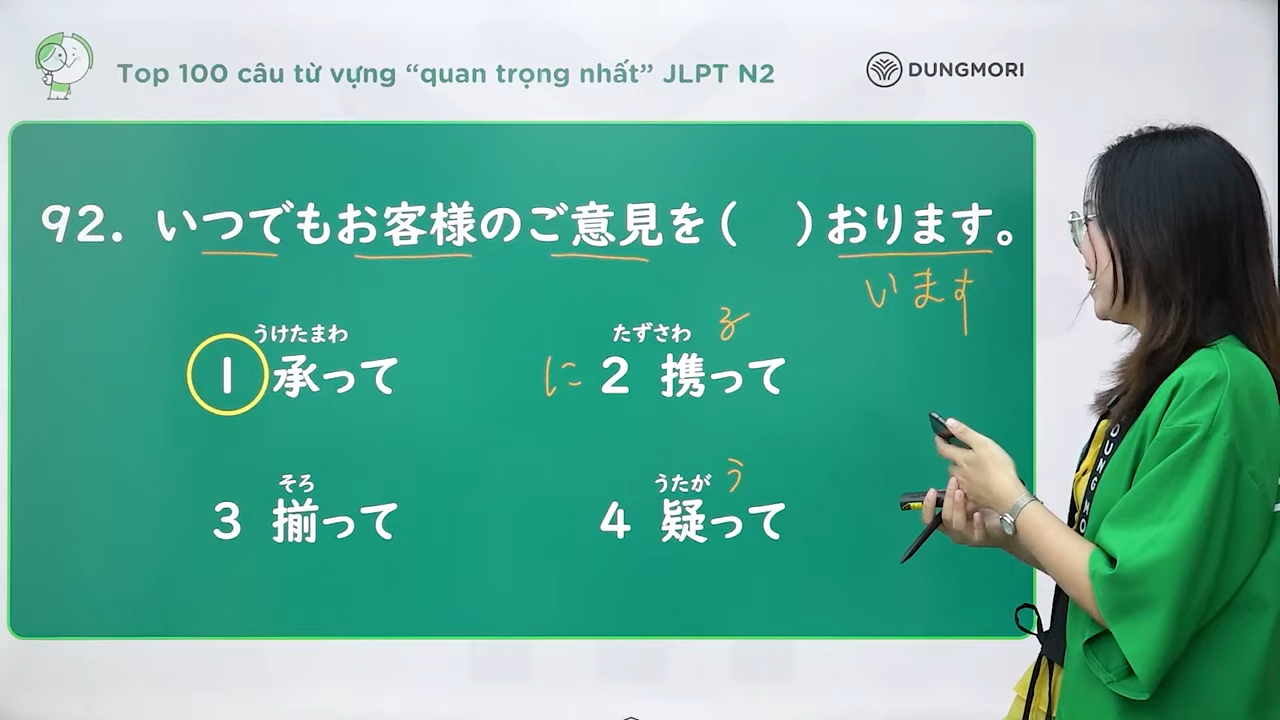 Top 100 câu từ vựng “quan trọng nhất” JLPT N2
DUNGMORI
92. いつでもお客様のご意見を( )おります。
います
うけたまわ
1 承って
たずさわ る
に 2 携って
そろ
3 揃って
うたが う
4 疑って
DUNG MO